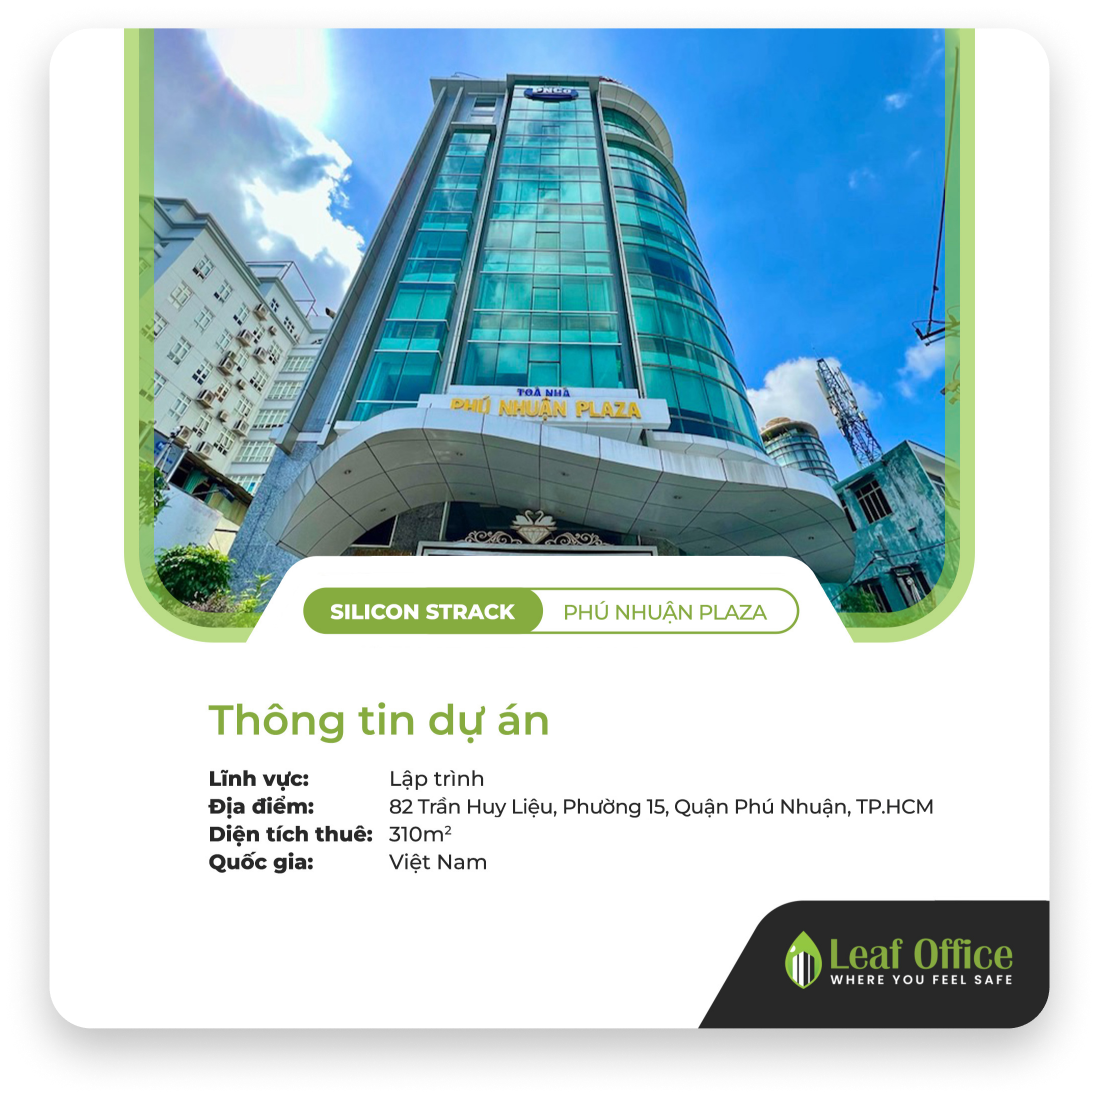 PNCo
TOÀ NHÀ
PHÚ NHUẬN PLAZA
SILICON STRACK PHÚ NHUẬN PLAZA
Thông tin dự án
Lĩnh vực: Lập trình
Địa điểm: 82 Trần Huy Liệu, Phường 15, Quận Phú Nhuận, TP.HCM
Diện tích thuê: 310m²
Quốc gia: Việt Nam
Leaf Office
WHERE YOU FEEL SAFE